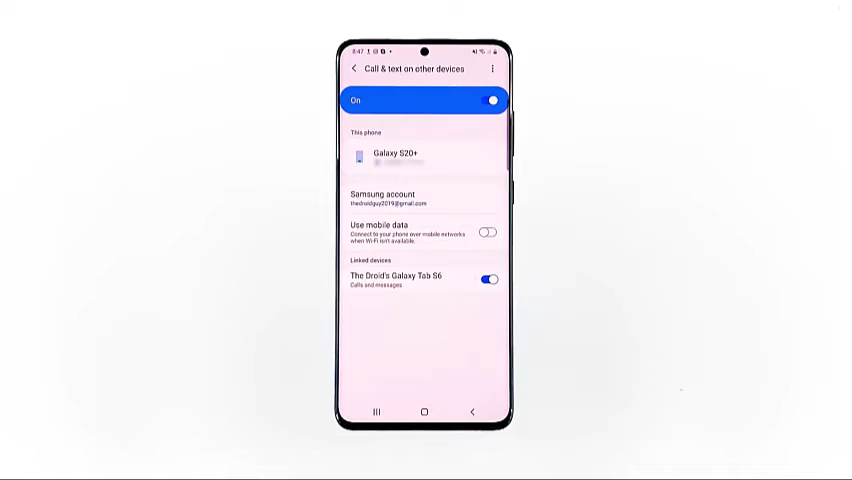 8:47
Call & text on other devices
On
This phone
Galaxy S20+
Samsung account
thedroidguy2019@gmail.com
Use mobile data
Connect to your phone over mobile networks
when Wi-Fi isn't available.
Linked devices
The Droid's Galaxy Tab S6
Calls and messages